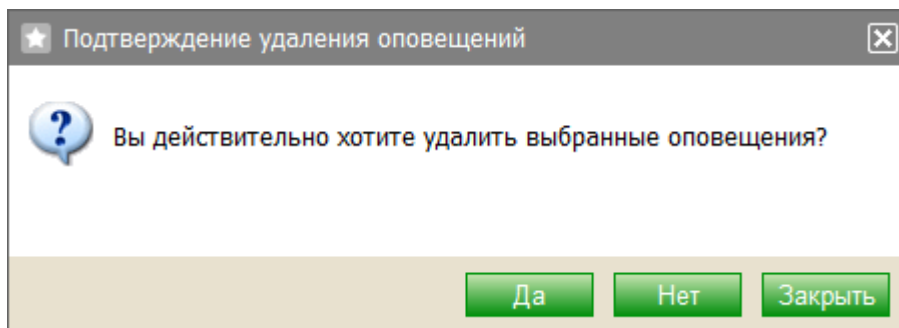 Подтверждение удаления оповещений
Вы действительно хотите удалить выбранные оповещения?
Да Нет Закрыть